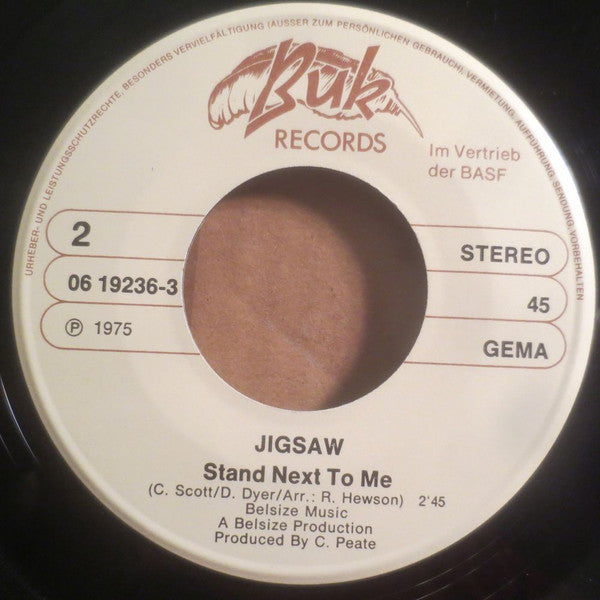 URHEBER- UND LEISTUNGSSCHUTZRECHTE, BESONDERS VERVIELFÄLTIGUNG (AUSSER ZUM PERSÖNLICHEN GEBRAUCH), VERMIETUNG, AUFFÜHRUNG, SENDUNG, VORBEHALTEN
Buk
RECORDS
Im Vertrieb
der BASF
2
STEREO
06 19236-3
45
℗ 1975
GEMA
JIGSAW
Stand Next To Me
(C. Scott/D. Dyer/Arr.: R. Hewson) 2'45
Belsize Music
A Belsize Production
Produced By C. Peate